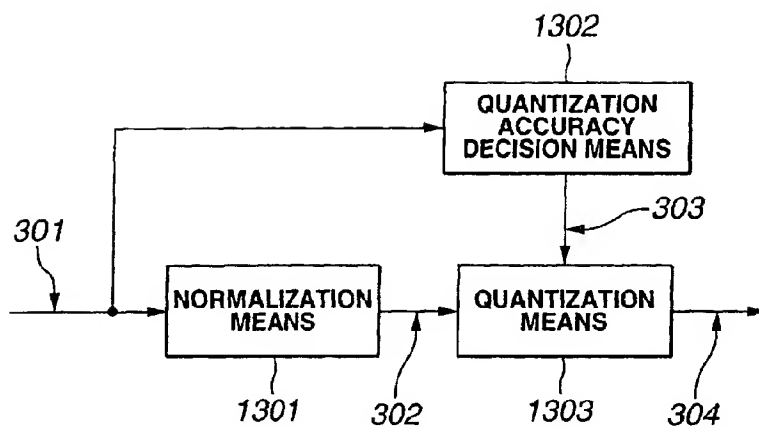 1302
QUANTIZATION
ACCURACY
DECISION MEANS
303
301
NORMALIZATION
MEANS
QUANTIZATION
MEANS
1301
302
1303
304